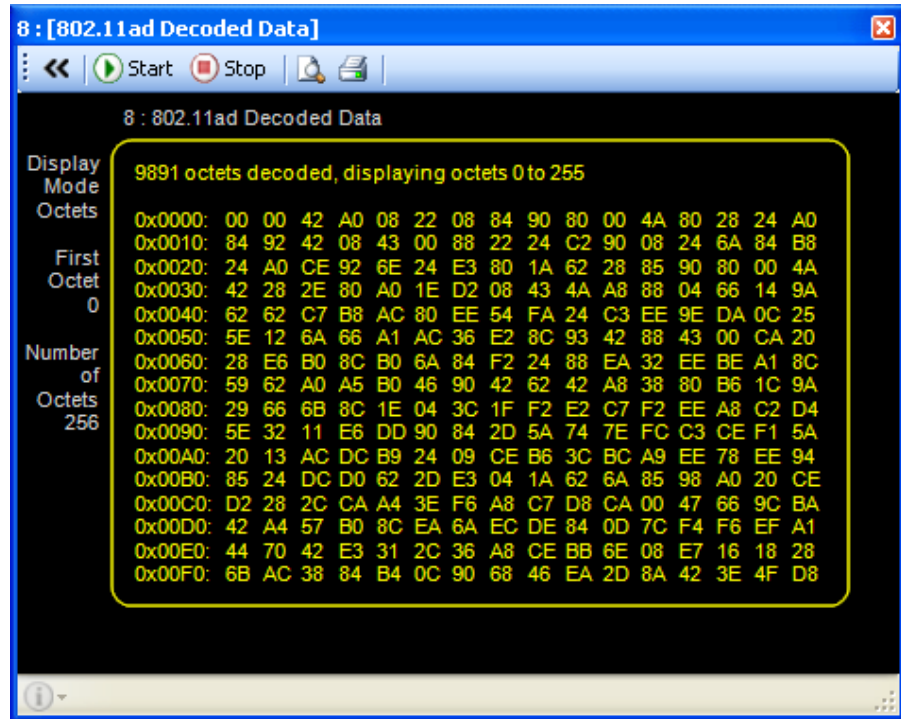 8 : [802.11ad Decoded Data]
Start Stop
8 : 802.11ad Decoded Data
Display
Mode
Octets
First
Octet
0
Number
of
Octets
256
9891 octets decoded, displaying octets 0 to 255
0x0000: 00 00 42 A0 08 22 08 84 90 80 00 4A 80 28 24 A0
0x0010: 84 92 42 08 43 00 88 22 24 C2 90 08 24 6A 84 B8
0x0020: 24 A0 CE 92 6E 24 E3 80 1A 62 28 85 90 80 00 4A
0x0030: 42 28 2E 80 A0 1E D2 08 43 4A A8 88 04 66 14 9A
0x0040: 62 62 C7 B8 AC 80 EE 54 FA 24 C3 EE 9E DA 0C 25
0x0050: 5E 12 6A 66 A1 AC 36 E2 8C 93 42 88 43 00 CA 20
0x0060: 28 E6 B0 8C B0 6A 84 F2 24 88 EA 32 EE BE A1 8C
0x0070: 59 62 A0 A5 B0 46 90 42 62 42 A8 38 80 B6 1C 9A
0x0080: 29 66 6B 8C 1E 04 3C 1F F2 E2 C7 F2 EE A8 C2 D4
0x0090: 5E 32 11 E6 DD 90 84 2D 5A 74 7E FC C3 CE F1 5A
0x00A0: 20 13 AC DC B9 24 09 CE B6 3C BC A9 EE 78 EE 94
0x00B0: 85 24 DC D0 62 2D E3 04 1A 62 6A 85 98 A0 20 CE
0x00C0: D2 28 2C CA A4 3E F6 A8 C7 D8 CA 00 47 66 9C BA
0x00D0: 42 A4 57 B0 8C EA 6A EC DE 84 0D 7C F4 F6 EF A1
0x00E0: 44 70 42 E3 31 2C 36 A8 CE BB 6E 08 E7 16 18 28
0x00F0: 6B AC 38 84 B4 0C 90 68 46 EA 2D 8A 42 3E 4F D8